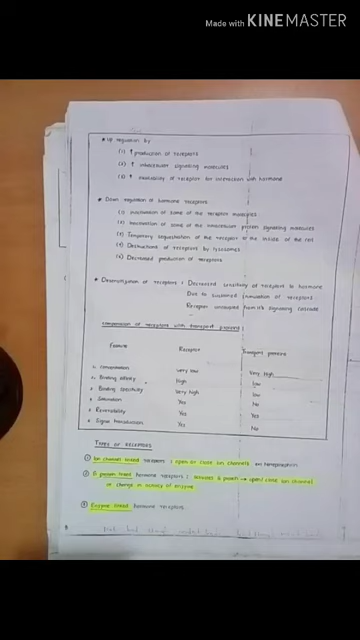 Made with KINEMASTER
* Up regulation by
(1) ↑ production of receptors
(2) ↑ intracellular signalling molecules
(3) ↑ availability of receptor for interaction with hormone
* Down regulation of hormone receptors
(1) Inactivation of some of the receptor molecules
(2) Inactivation of some of the intracellular protein signalling molecules
(3) Temporary sequestration of the receptor to the inside of the cell
(4) Destruction of receptors by lysosomes
(5) Decreased production of receptors
* Desensitization of receptors : Decreased sensitivity of receptors to hormone
Due to sustained stimulation of receptors
Receptor uncoupled from its signalling cascade
Comparison of receptors with transport proteins
Feature Receptor Transport proteins
1. Concentration Very low Very high
2. Binding affinity High Low
3. Binding specificity Very high Low
4. Saturation Yes No
5. Reversibility Yes Yes
6. Signal transduction Yes No
Types of receptors
① Ion channel linked receptors : open or close ion channels
② G protein linked hormone receptors : activates G protein → open/close ion channel
or change in activity of enzyme
③ Enzyme linked hormone receptors